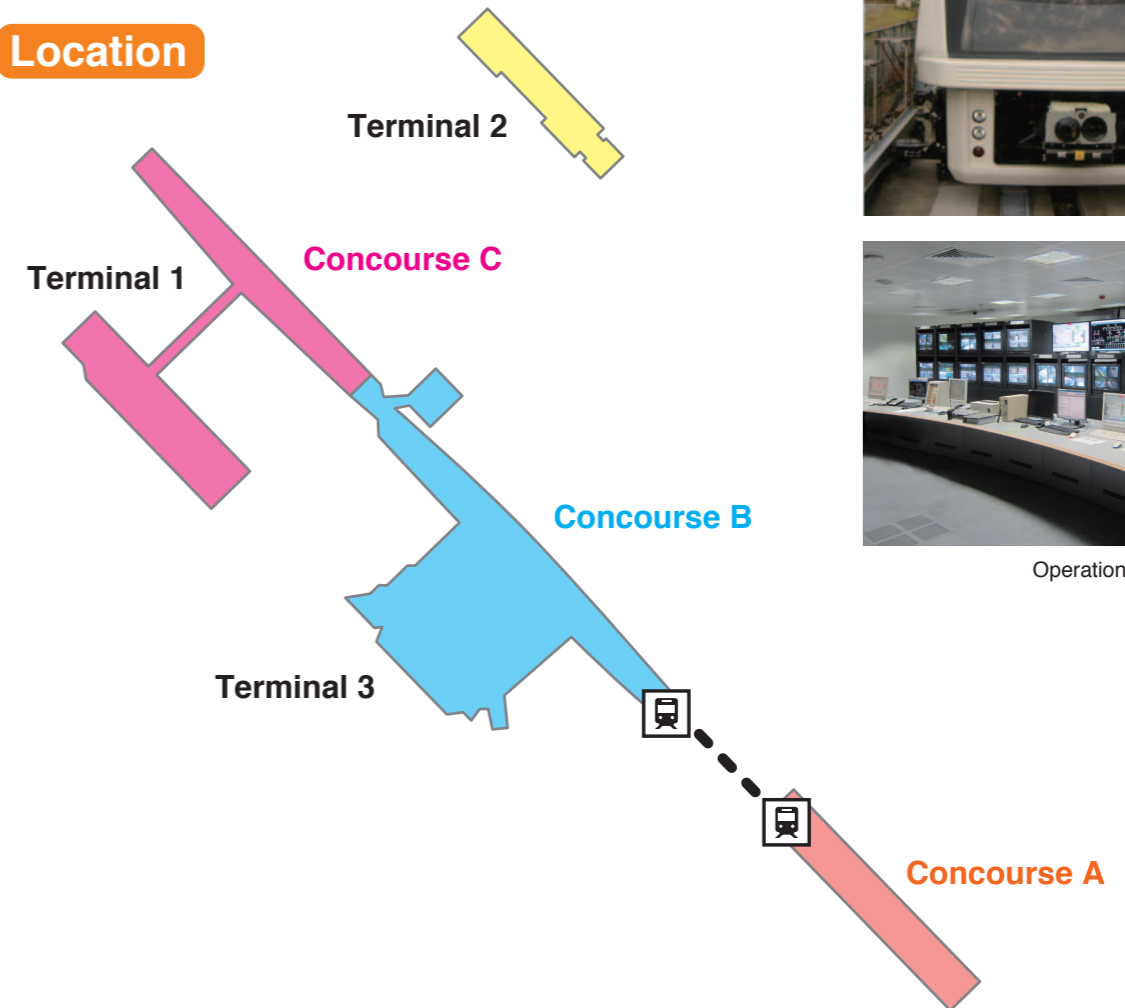 Location
Terminal 2
Concourse C
Terminal 1
Concourse B
Operation
Terminal 3
Concourse A